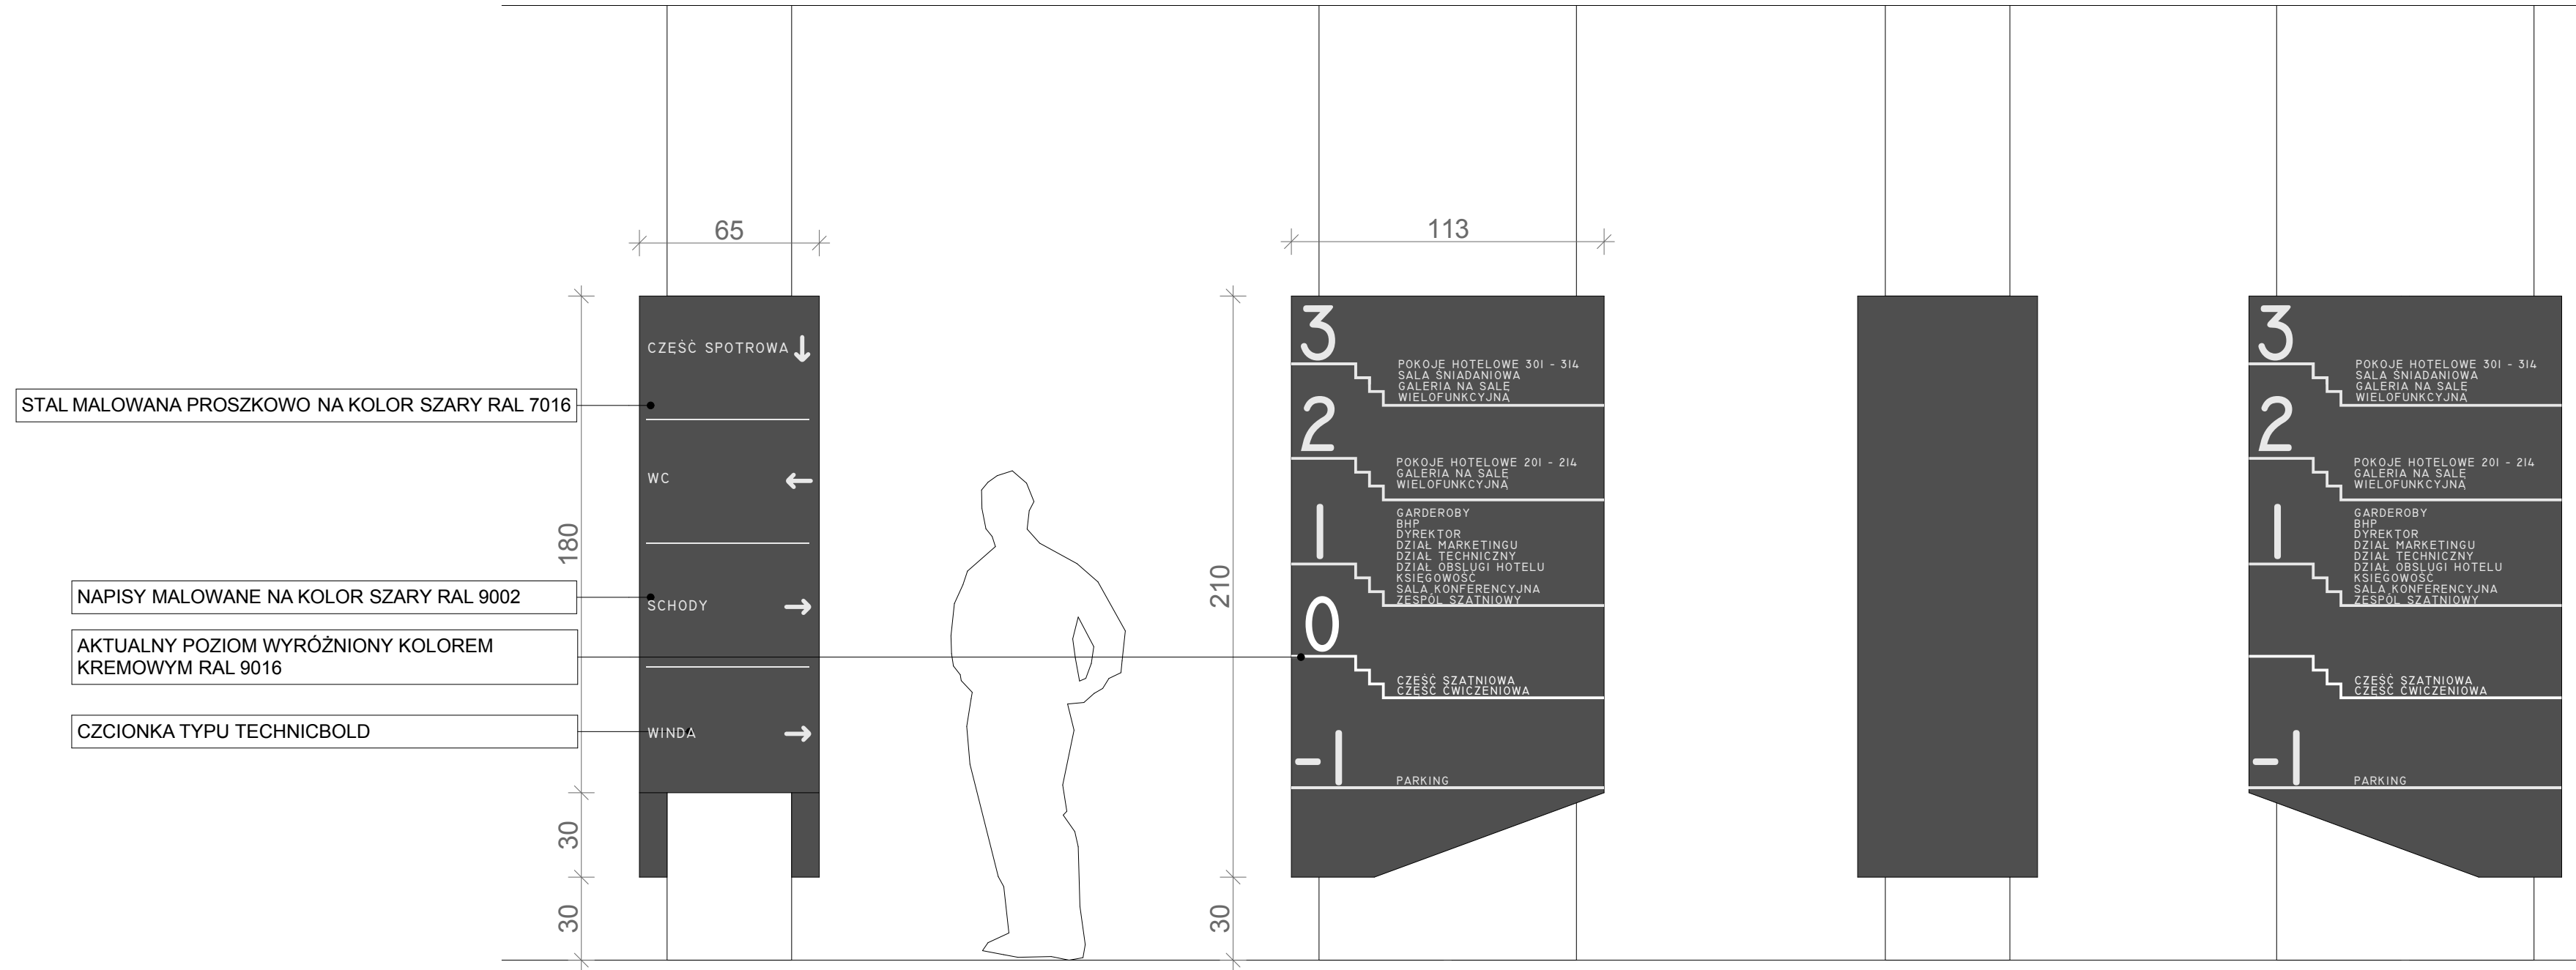 65
113
180
30
30
210
30
STAL MALOWANA PROSZKOWO NA KOLOR SZARY RAL 7016
NAPISY MALOWANE NA KOLOR SZARY RAL 9002
AKTUALNY POZIOM WYRÓŻNIONY KOLOREM
KREMOWYM RAL 9016
CZCIONKA TYPU TECHNICBOLD
CZĘŚĆ SPOTROWA ↓
WC ←
SCHODY →
WINDA →
3
POKOJE HOTELOWE 301 - 314
SALA ŚNIADANIOWA
GALERIA NA SALĘ
WIELOFUNKCYJNĄ
2
POKOJE HOTELOWE 201 - 214
GALERIA NA SALĘ
WIELOFUNKCYJNĄ
1
GARDEROBY
BHP
DYREKTOR
DZIAŁ MARKETINGU
DZIAŁ TECHNICZNY
DZIAŁ OBSŁUGI HOTELU
KSIĘGOWOŚĆ
SALA KONFERENCYJNA
ZESPÓŁ SZATNIOWY
0
CZĘŚĆ SZATNIOWA
CZĘŚĆ ĆWICZENIOWA
-1
PARKING
3
POKOJE HOTELOWE 301 - 314
SALA ŚNIADANIOWA
GALERIA NA SALĘ
WIELOFUNKCYJNĄ
2
POKOJE HOTELOWE 201 - 214
GALERIA NA SALĘ
WIELOFUNKCYJNĄ
1
GARDEROBY
BHP
DYREKTOR
DZIAŁ MARKETINGU
DZIAŁ TECHNICZNY
DZIAŁ OBSŁUGI HOTELU
KSIĘGOWOŚĆ
SALA KONFERENCYJNA
ZESPÓŁ SZATNIOWY
CZĘŚĆ SZATNIOWA
CZĘŚĆ ĆWICZENIOWA
-1
PARKING